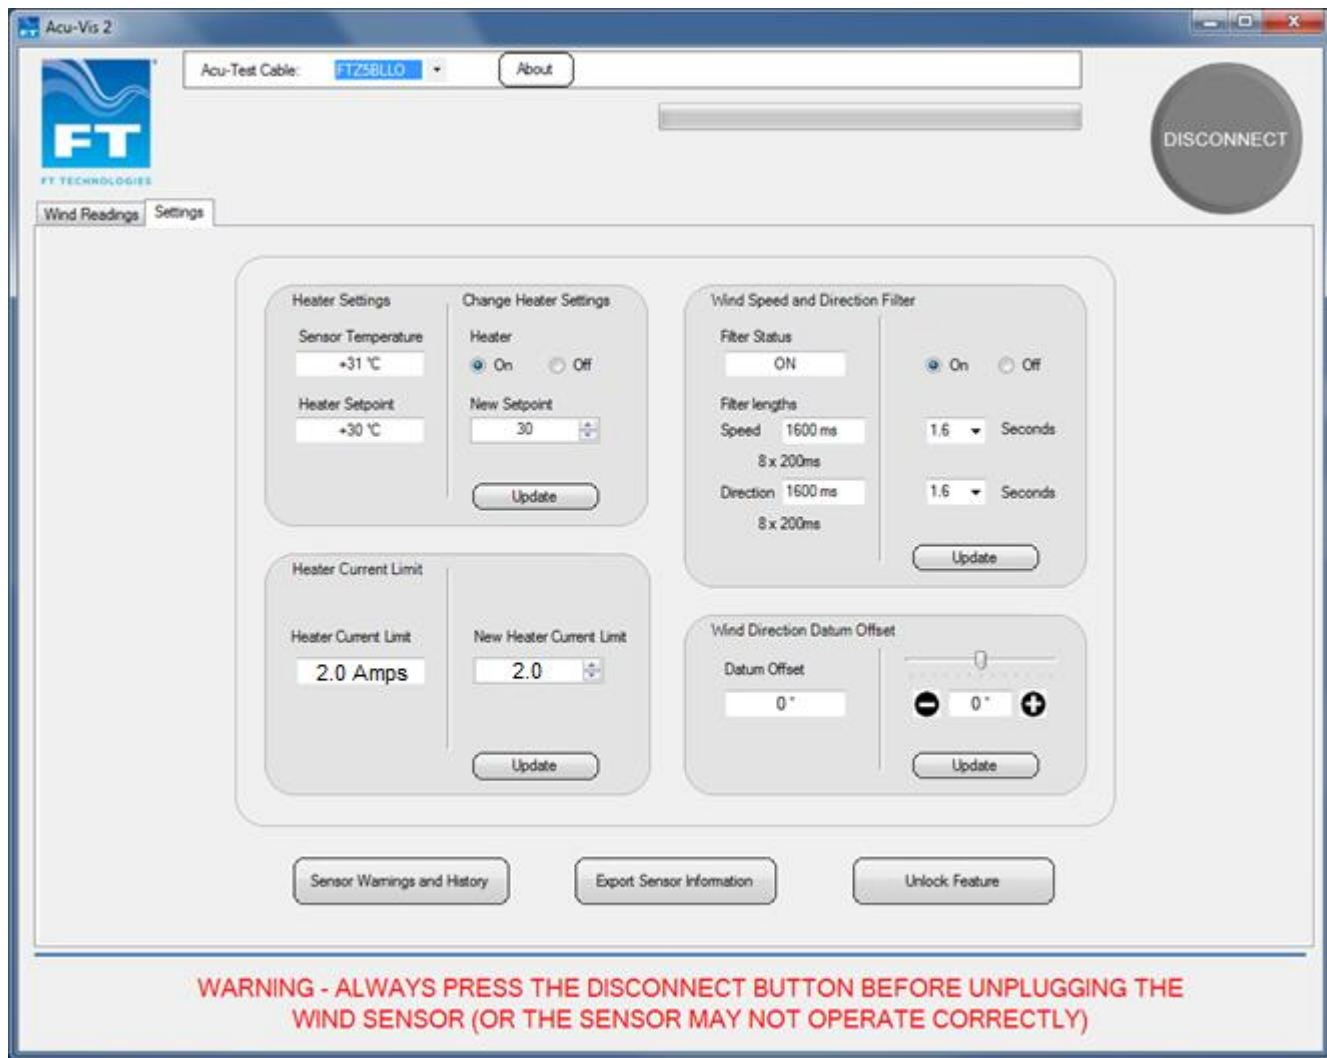 Acu-Vis 2
Acu-Test Cable: FTZ5BLLO About
FT
FT TECHNOLOGIES
DISCONNECT
Wind Readings Settings
Heater Settings
Sensor Temperature
+31 °C
Heater Setpoint
+30 °C
Change Heater Settings
Heater
On Off
New Setpoint
30
Update
Wind Speed and Direction Filter
Filter Status
ON
On Off
Filter lengths
Speed 1600 ms 1.6 Seconds
8 x 200ms
Direction 1600 ms 1.6 Seconds
8 x 200ms
Update
Heater Current Limit
Heater Current Limit
2.0 Amps
New Heater Current Limit
2.0
Update
Wind Direction Datum Offset
Datum Offset
0 °
0 °
Update
Sensor Warnings and History
Export Sensor Information
Unlock Feature
WARNING - ALWAYS PRESS THE DISCONNECT BUTTON BEFORE UNPLUGGING THE
WIND SENSOR (OR THE SENSOR MAY NOT OPERATE CORRECTLY)